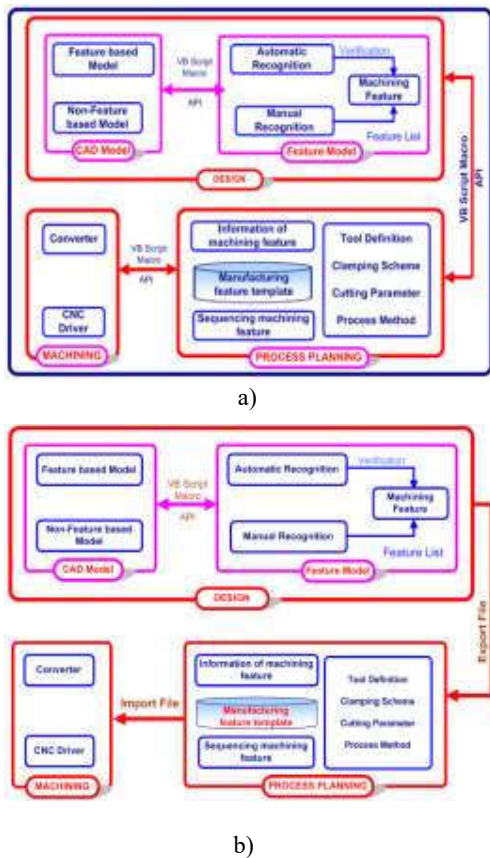 Feature based
Model
Non-Feature
based Model
CAD Model
VB Script
Macro
API
Automatic
Recognition
Verification
Machining
Feature
Manual
Recognition
Feature List
Feature Model
DESIGN
VB Script Macro
API
Converter
CNC
Driver
MACHINING
VB Script
Macro
API
Information of
machining feature
Manufacturing
feature template
Sequencing machining
feature
Tool Definition
Clamping Scheme
Cutting Parameter
Process Method
PROCESS PLANNING
a)
Feature based Model
Non-Feature based
Model
CAD Model
VB Script
Macro
API
Automatic Recognition
Verification
Machining
Feature
Manual Recognition
Feature List
Feature Model
DESIGN
Export File
Converter
CNC Driver
MACHINING
Import File
Information of machining
feature
Manufacturing
feature template
Sequencing machining
feature
Tool Definition
Clamping Scheme
Cutting Parameter
Process Method
PROCESS PLANNING
b)